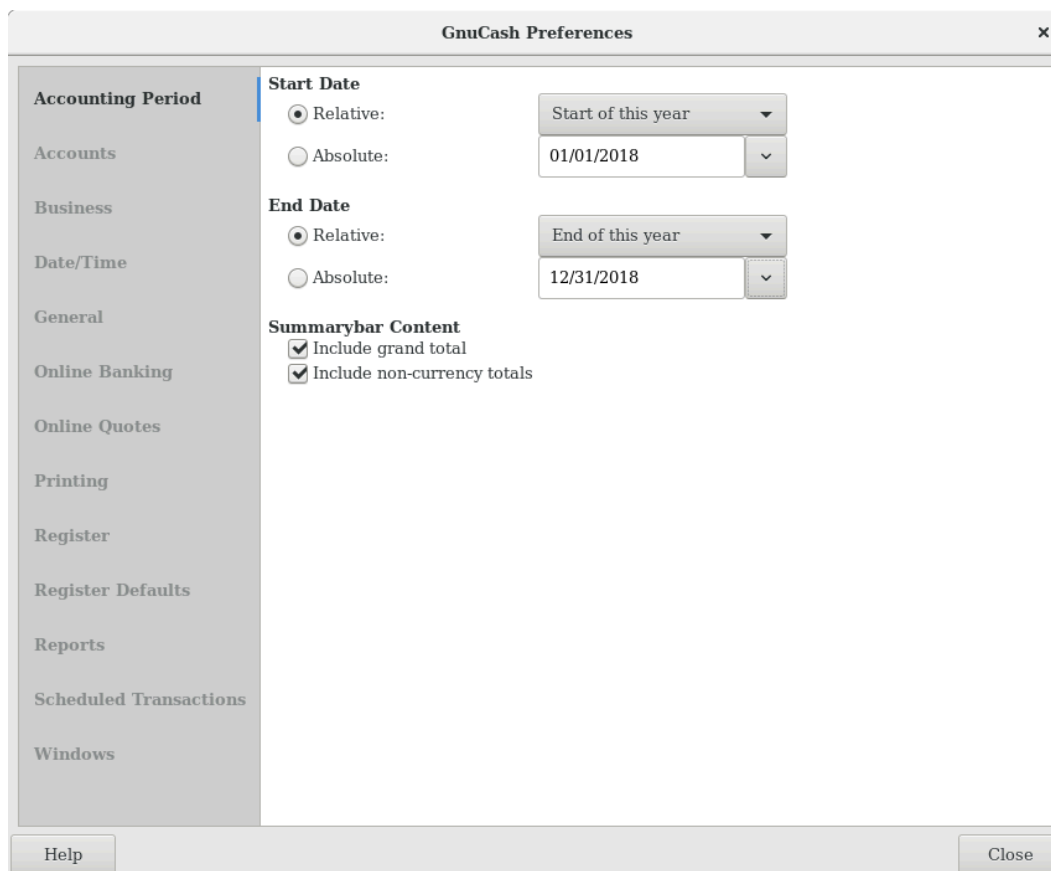 GnuCash Preferences
Accounting Period
Accounts
Business
Date/Time
General
Online Banking
Online Quotes
Printing
Register
Register Defaults
Reports
Scheduled Transactions
Windows
Start Date
Relative: Start of this year
Absolute: 01/01/2018
End Date
Relative: End of this year
Absolute: 12/31/2018
Summarybar Content
Include grand total
Include non-currency totals
Help Close